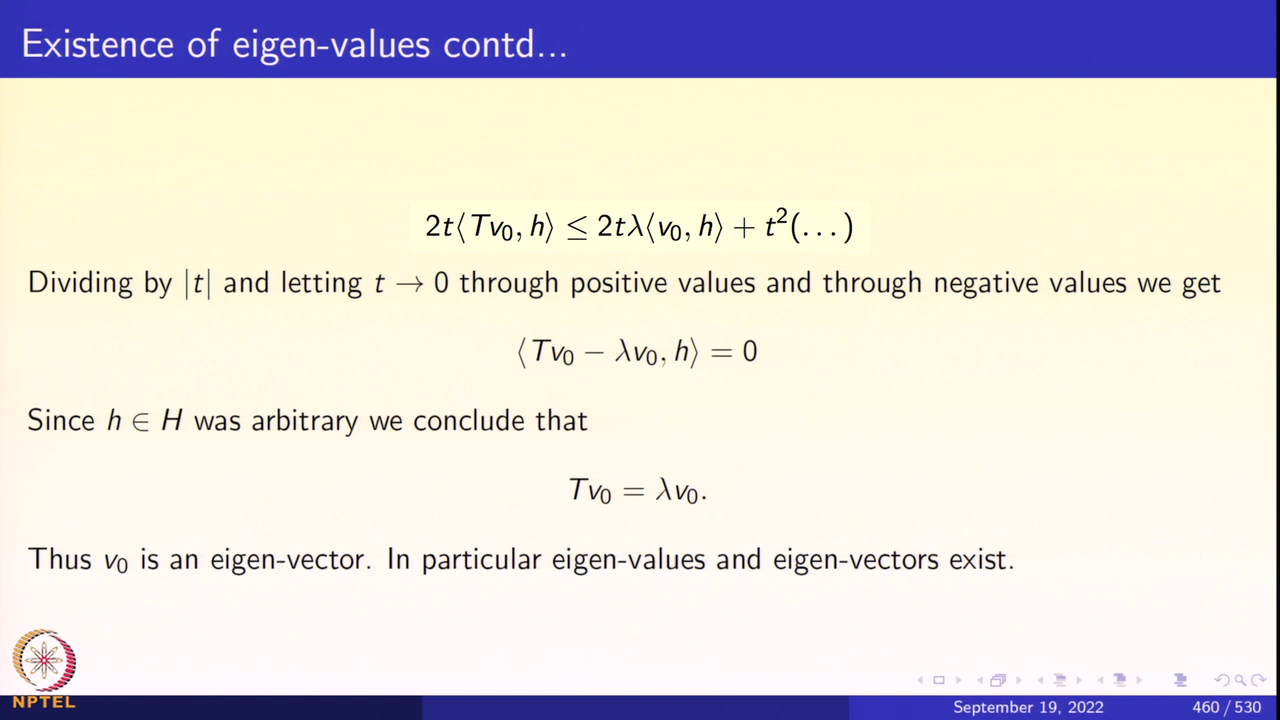 Existence of eigen-values contd...
2t⟨Tv₀, h⟩ ≤ 2tλ⟨v₀, h⟩ + t²(...)
Dividing by |t| and letting t → 0 through positive values and through negative values we get
⟨Tv₀ − λv₀, h⟩ = 0
Since h ∈ H was arbitrary we conclude that
Tv₀ = λv₀.
Thus v₀ is an eigen-vector. In particular eigen-values and eigen-vectors exist.
NPTEL
September 19, 2022 460 / 530